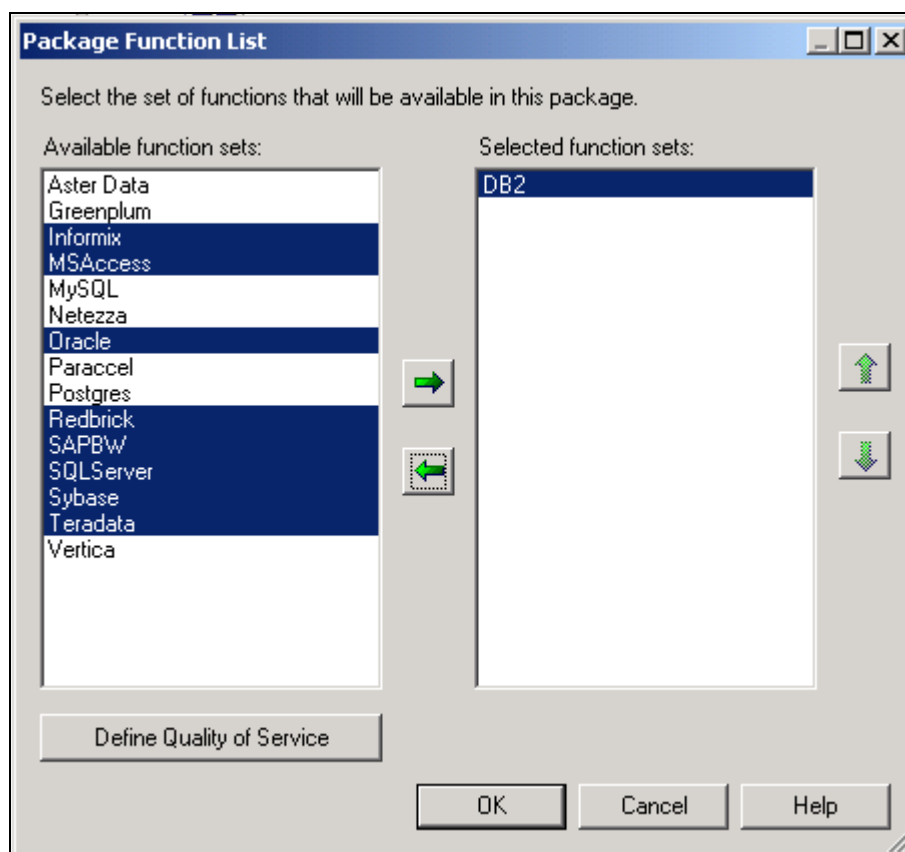 Package Function List
Select the set of functions that will be available in this package.
Available function sets:
Selected function sets:
Aster Data
Greenplum
Informix
MSAccess
MySQL
Netezza
Oracle
Paraccel
Postgres
Redbrick
SAPBW
SQLServer
Sybase
Teradata
Vertica
DB2
Define Quality of Service
OK
Cancel
Help